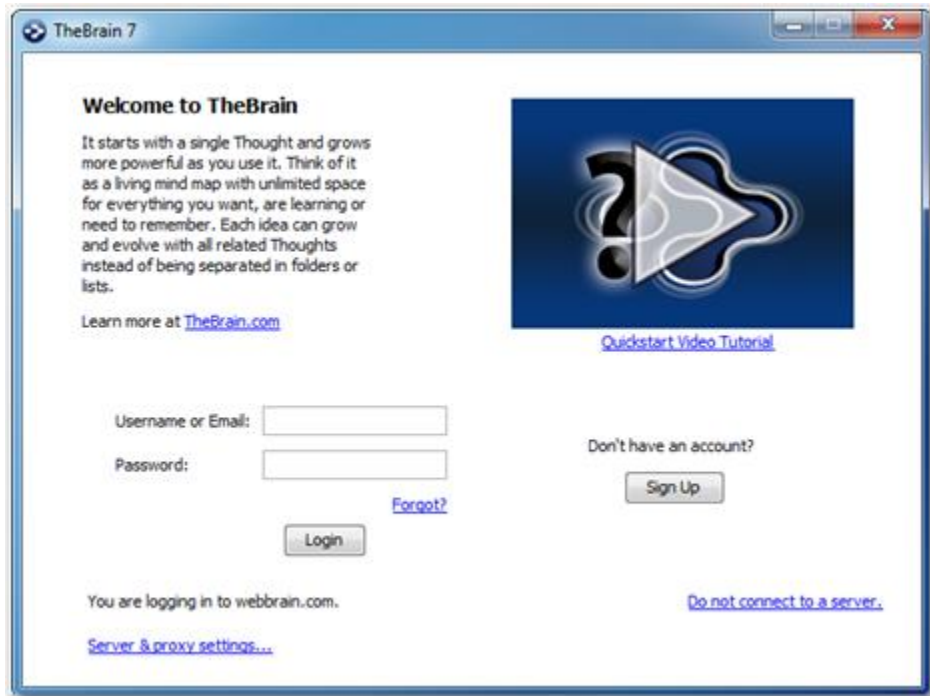 TheBrain 7
Welcome to TheBrain
It starts with a single Thought and grows
more powerful as you use it. Think of it
as a living mind map with unlimited space
for everything you want, are learning or
need to remember. Each idea can grow
and evolve with all related Thoughts
instead of being separated in folders or
lists.
Learn more at TheBrain.com
?
Quickstart Video Tutorial
Username or Email:
Password:
Forgot?
Login
Don't have an account?
Sign Up
You are logging in to webbrain.com.
Do not connect to a server.
Server & proxy settings...